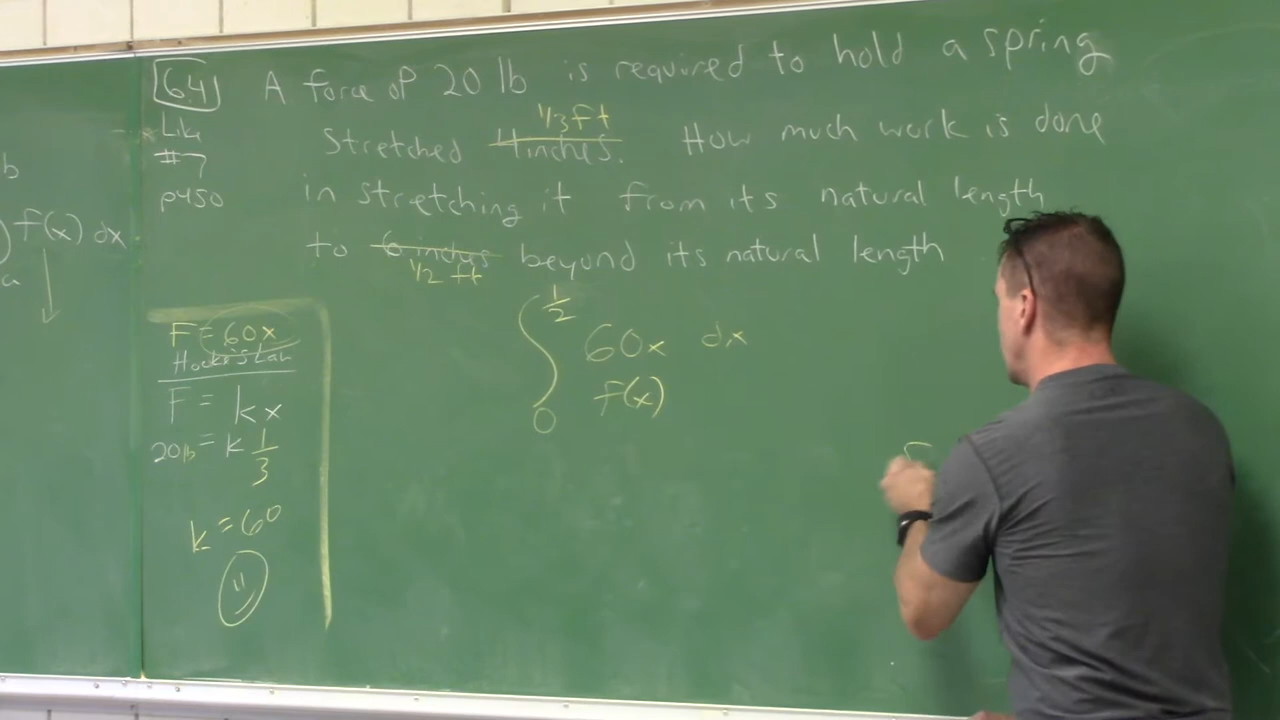 6.4 A force of 20 lb is required to hold a spring
Like
#7
p450
1/3 ft
stretched 4 inches. How much work is done
in stretching it from its natural length
to 6 inches beyond its natural length
1/2 ft
b
f(x) dx
a
F = 60x
Hooke's Law
F = kx
20 lb = k 1/3
k = 60
∫ 0 1/2 60x dx
f(x)